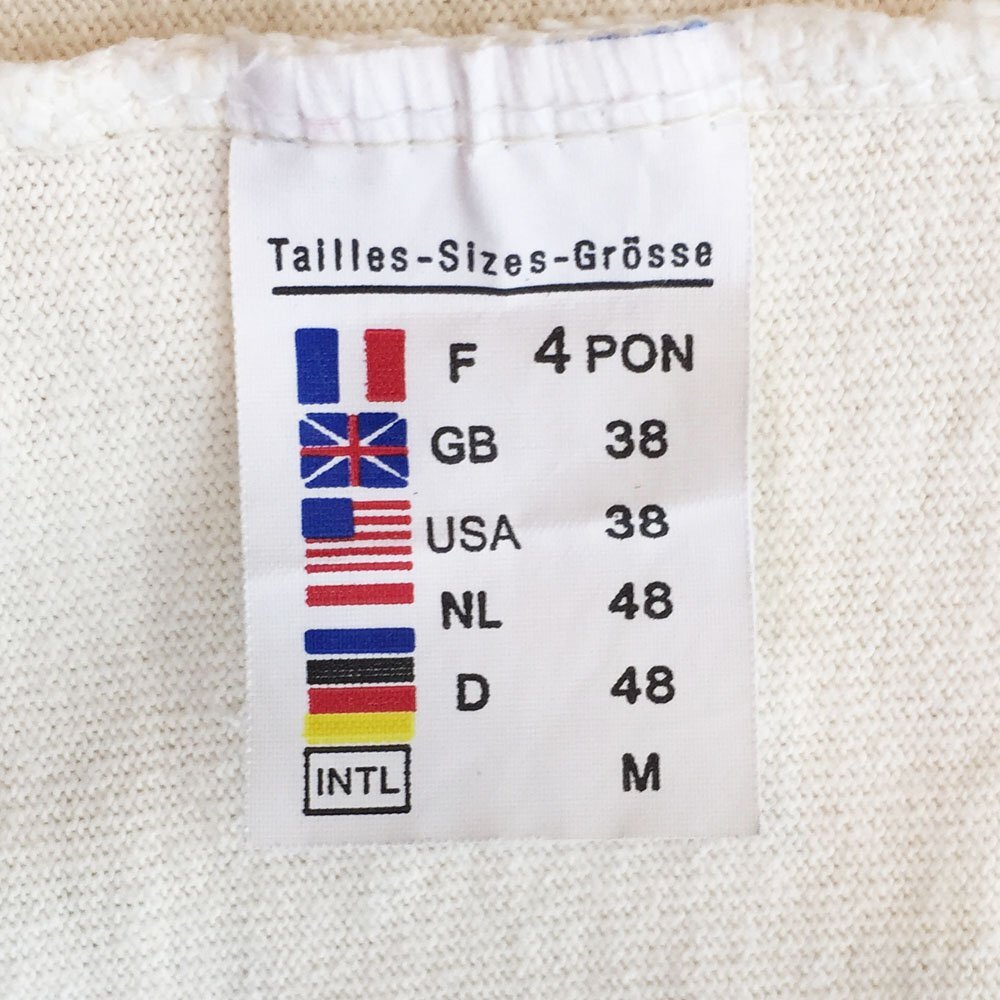 Tailles-Sizes-Grösse
F 4 PON
GB 38
USA 38
NL 48
D 48
INTL M